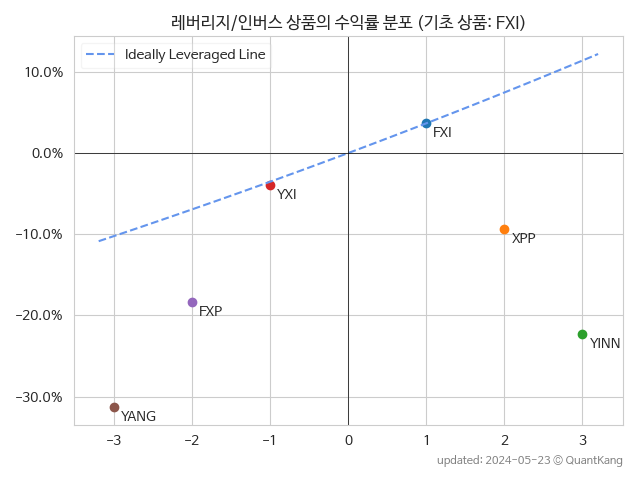 레버리지/인버스 상품의 수익률 분포 (기초 상품: FXI)
Ideally Leveraged Line
10.0%
0.0%
-10.0%
-20.0%
-30.0%
FXI
YXI
XPP
FXP
YINN
YANG
-3 -2 -1 0 1 2 3
updated: 2024-05-23 © QuantKang